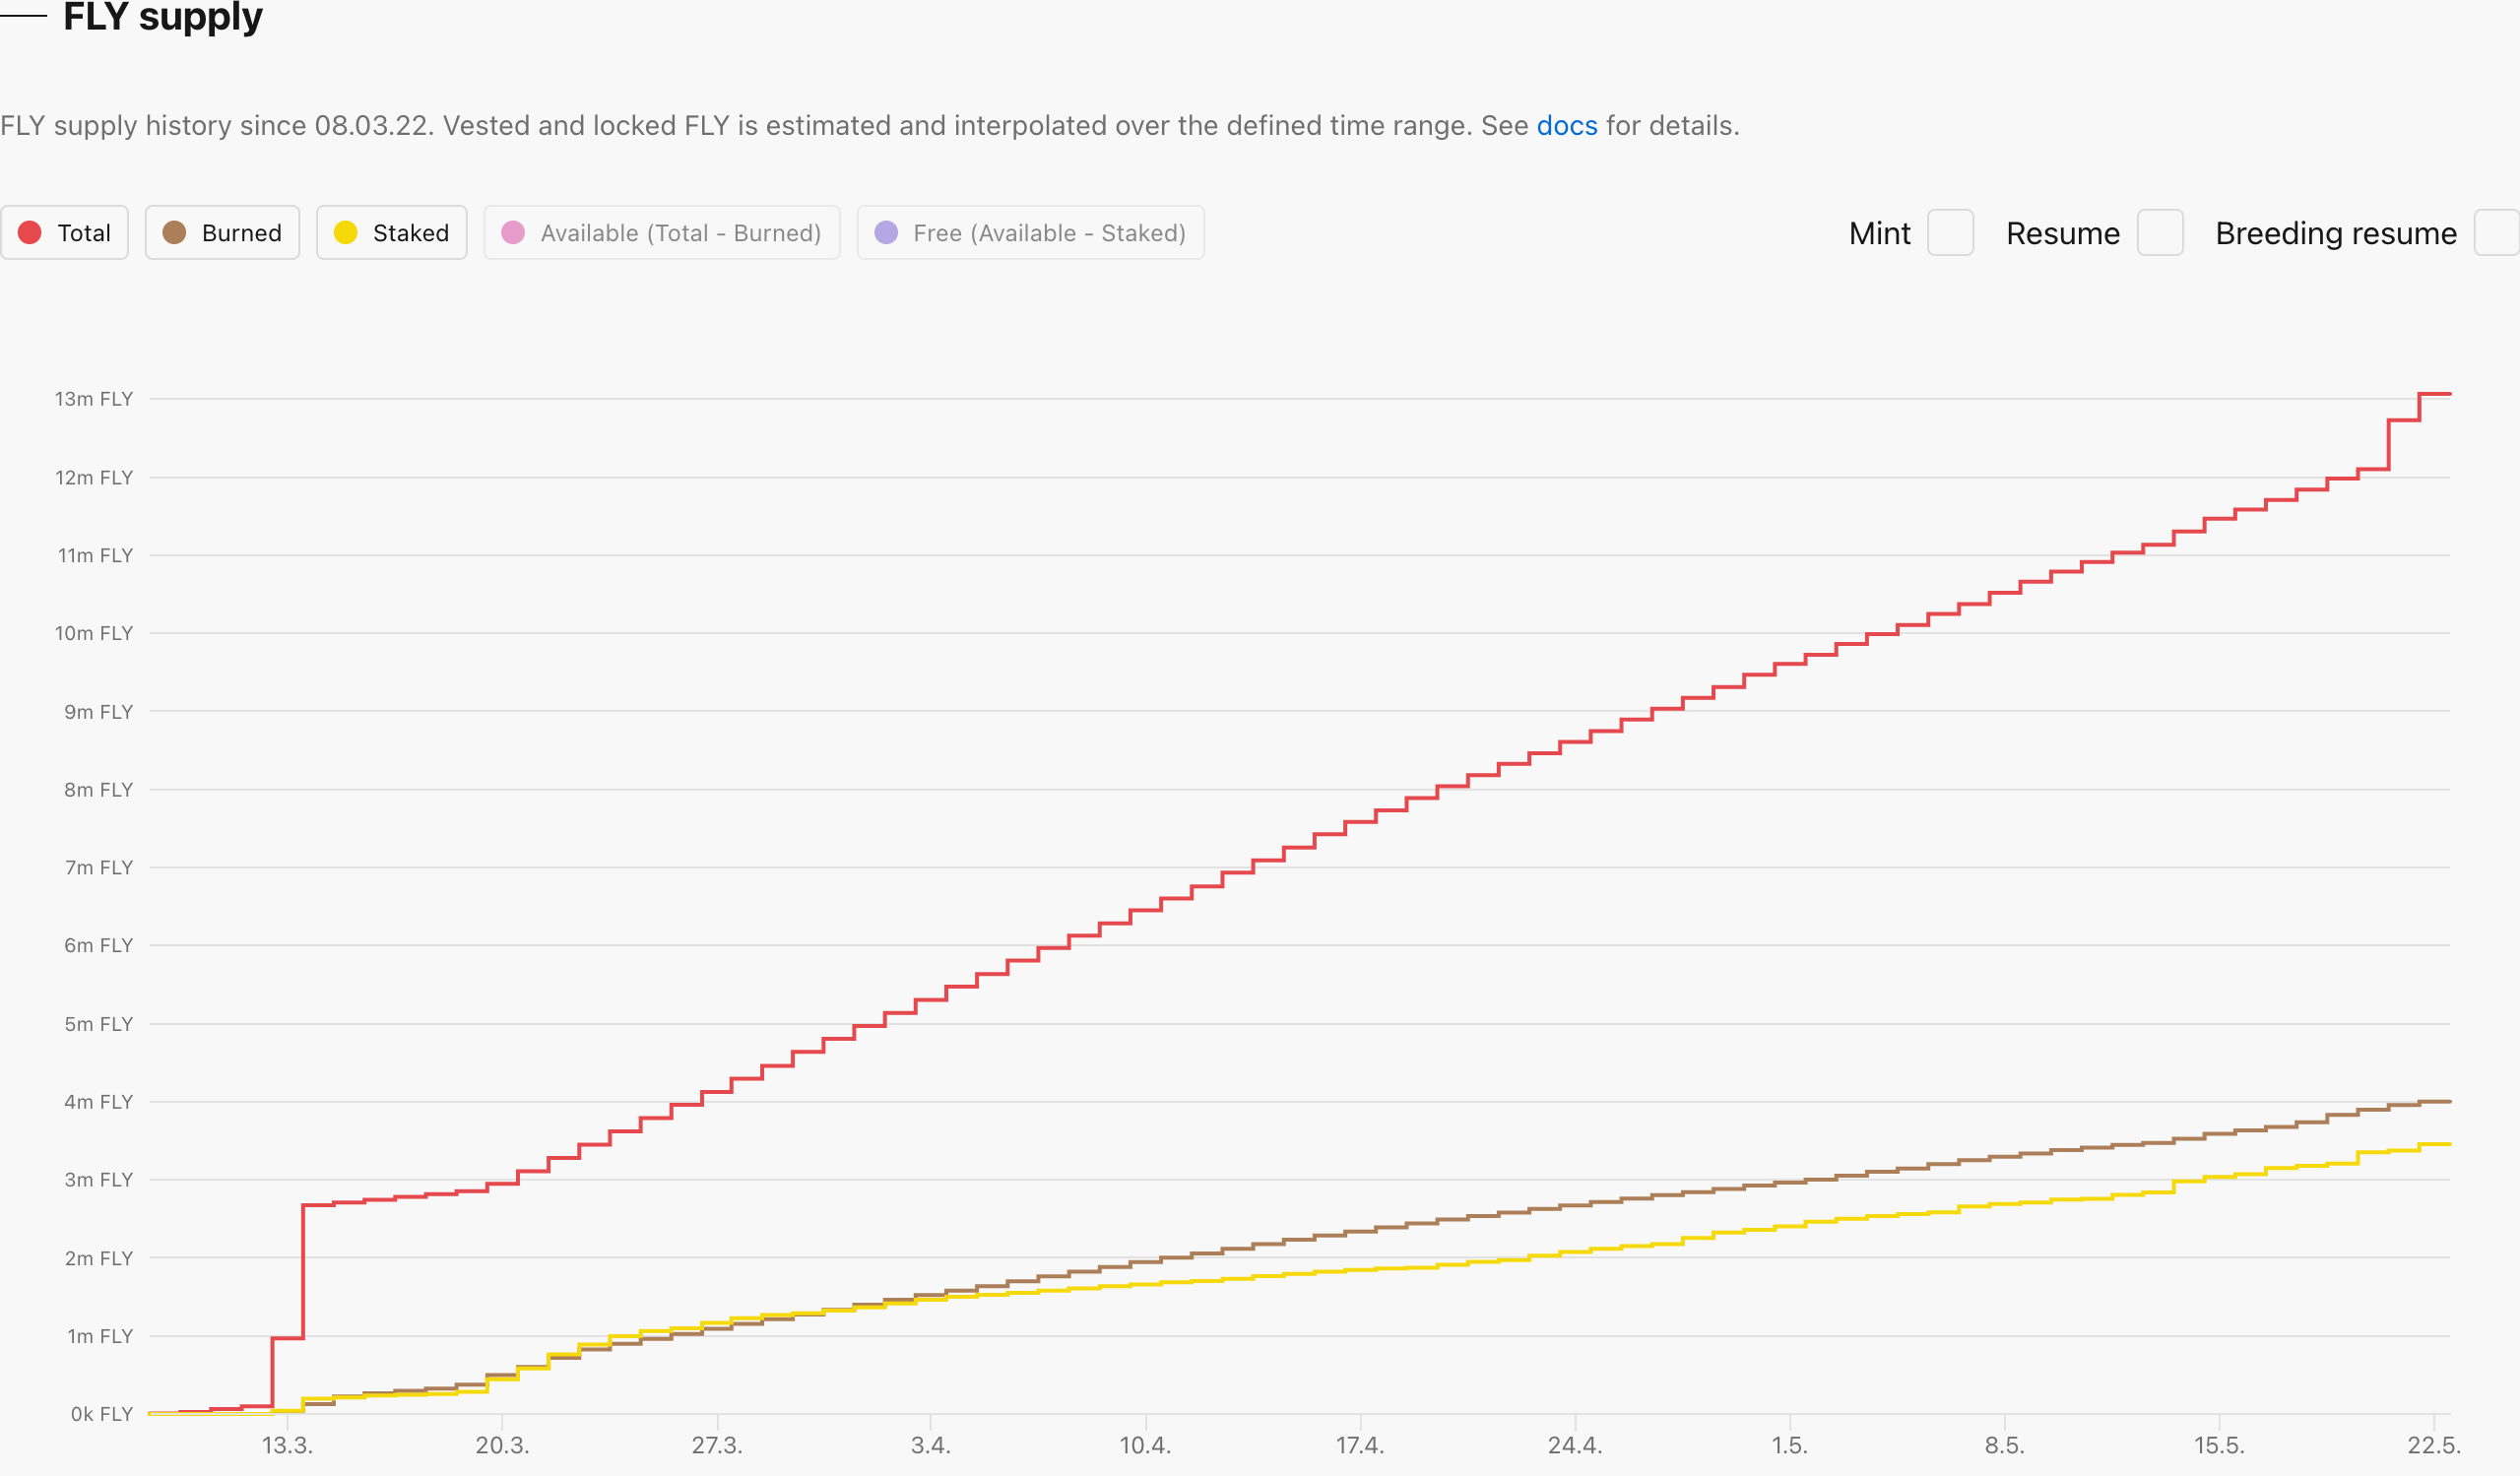 FLY supply
FLY supply history since 08.03.22. Vested and locked FLY is estimated and interpolated over the defined time range. See docs for details.
Total Burned Staked Available (Total - Burned) Free (Available - Staked) Mint Resume Breeding resume
13m FLY
12m FLY
11m FLY
10m FLY
9m FLY
8m FLY
7m FLY
6m FLY
5m FLY
4m FLY
3m FLY
2m FLY
1m FLY
0k FLY
13.3. 20.3. 27.3. 3.4. 10.4. 17.4. 24.4. 1.5. 8.5. 15.5. 22.5.